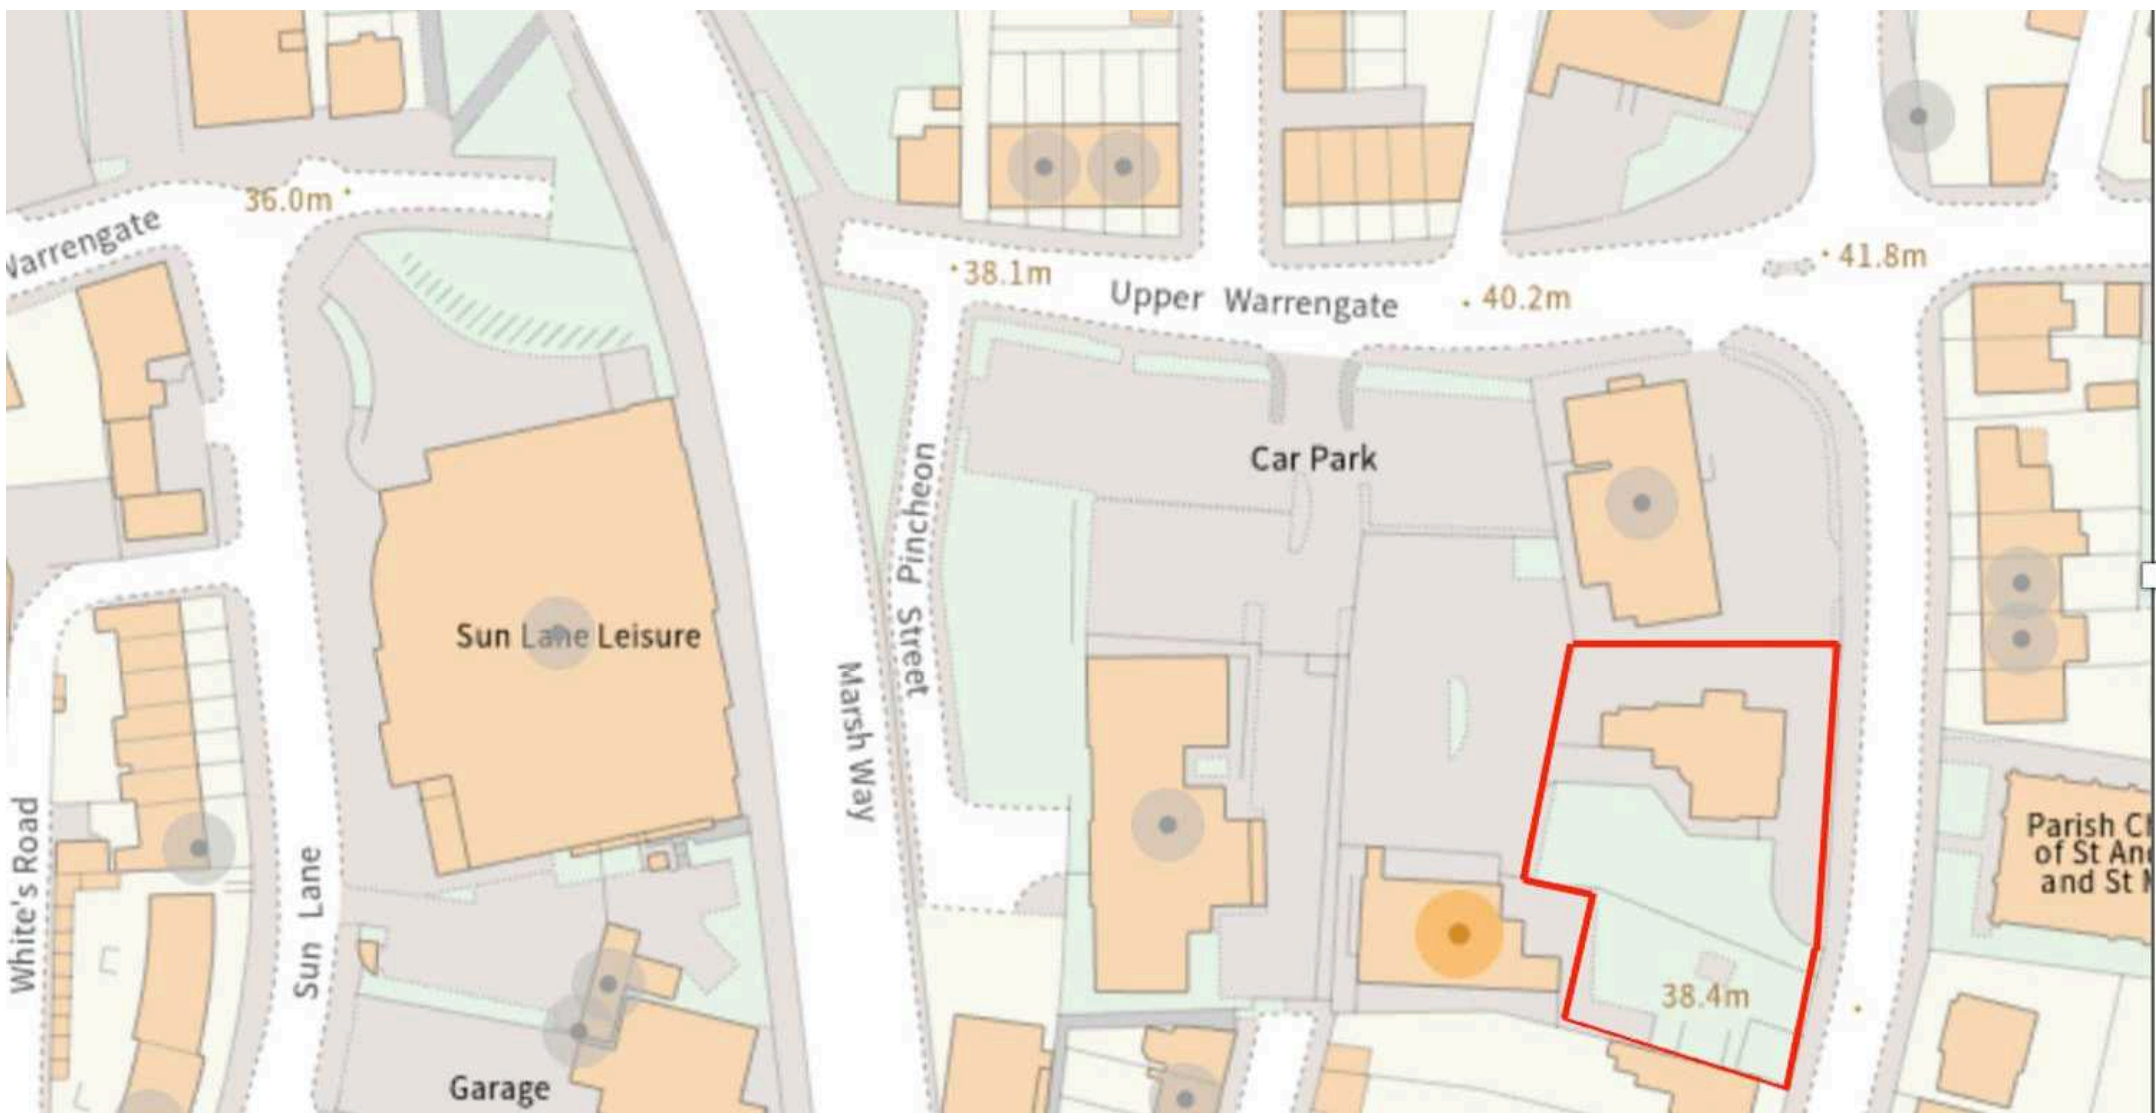 36.0m
Warrengate
38.1m
Upper Warrengate
40.2m
41.8m
Car Park
Pincheon Street
Sun Lane Leisure
Marsh Way
White's Road
Sun Lane
Parish
of St
and St
38.4m
Garage